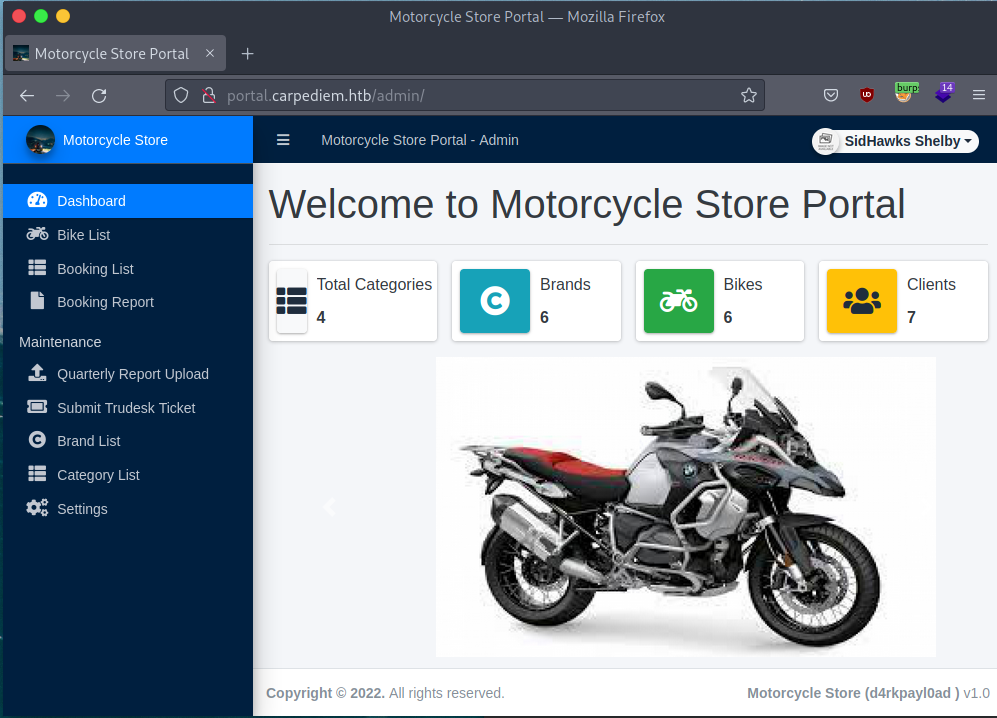 Motorcycle Store Portal — Mozilla Firefox
Motorcycle Store Portal
portal.carpediem.htb/admin/
UD
burp
14
Motorcycle Store
Motorcycle Store Portal - Admin
SidHawks Shelby
Dashboard
Bike List
Booking List
Booking Report
Maintenance
Quarterly Report Upload
Submit Trudesk Ticket
Brand List
Category List
Settings
Welcome to Motorcycle Store Portal
Total Categories
4
Brands
6
Bikes
6
Clients
7
Copyright © 2022. All rights reserved.
Motorcycle Store (d4rkpayl0ad ) v1.0